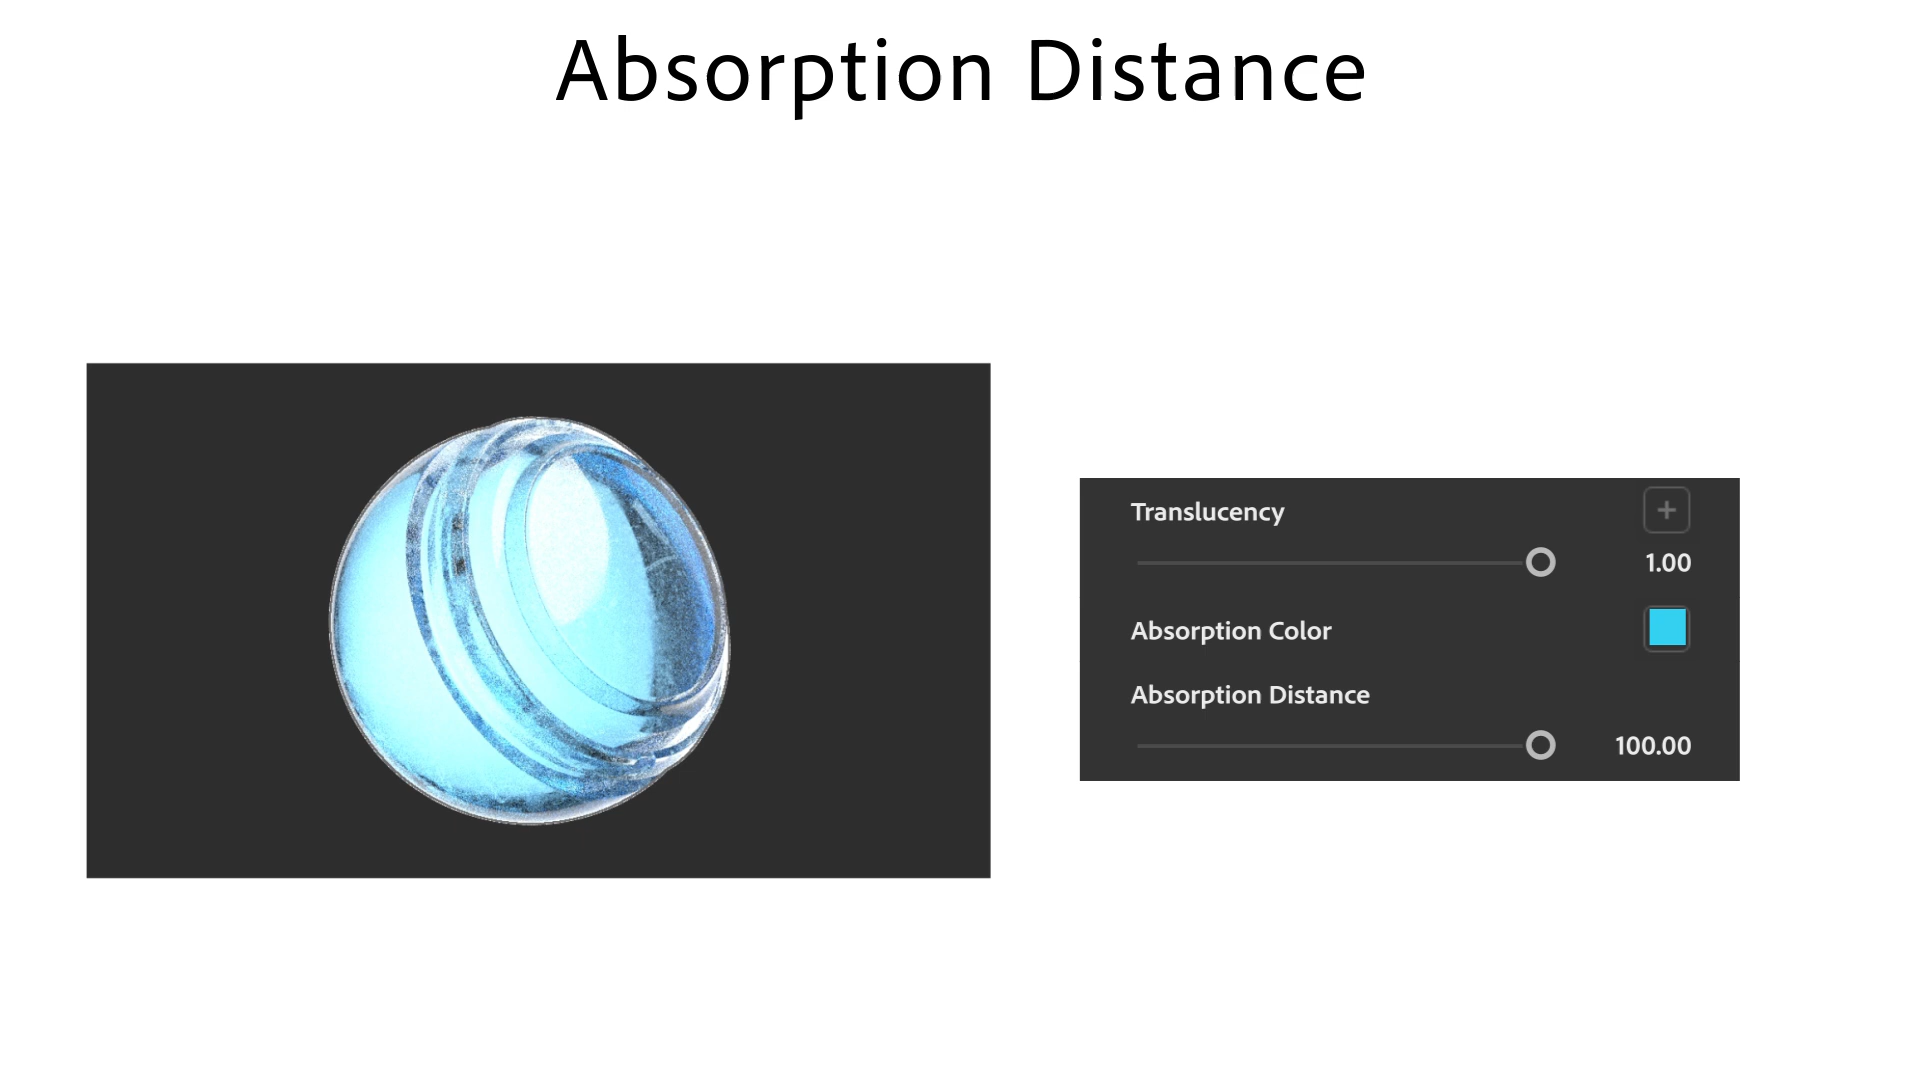 Absorption Distance
Translucency
1.00
Absorption Color
Absorption Distance
100.00